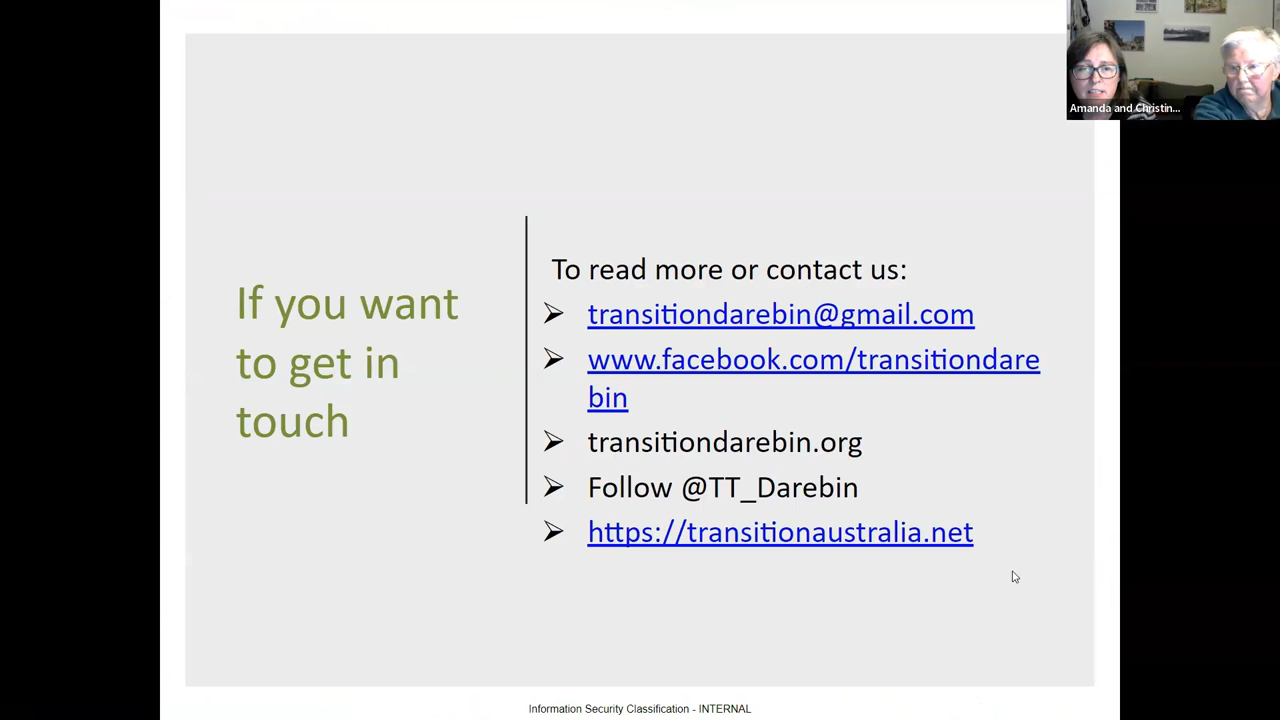 Amanda and Christin...
If you want
to get in
touch
To read more or contact us:
transitiondarebin@gmail.com
www.facebook.com/transitiondare
bin
transitiondarebin.org
Follow @TT_Darebin
https://transitionaustralia.net
Information Security Classification - INTERNAL